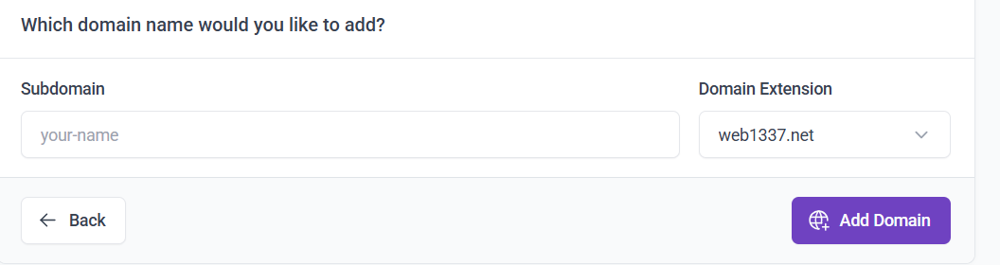 Which domain name would you like to add?
Subdomain
Domain Extension
your-name
web1337.net
Back
Add Domain